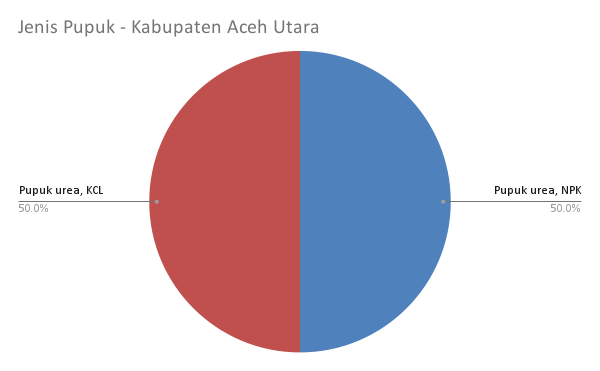 Jenis Pupuk - Kabupaten Aceh Utara
Pupuk urea, KCL
50.0%
Pupuk urea, NPK
50.0%